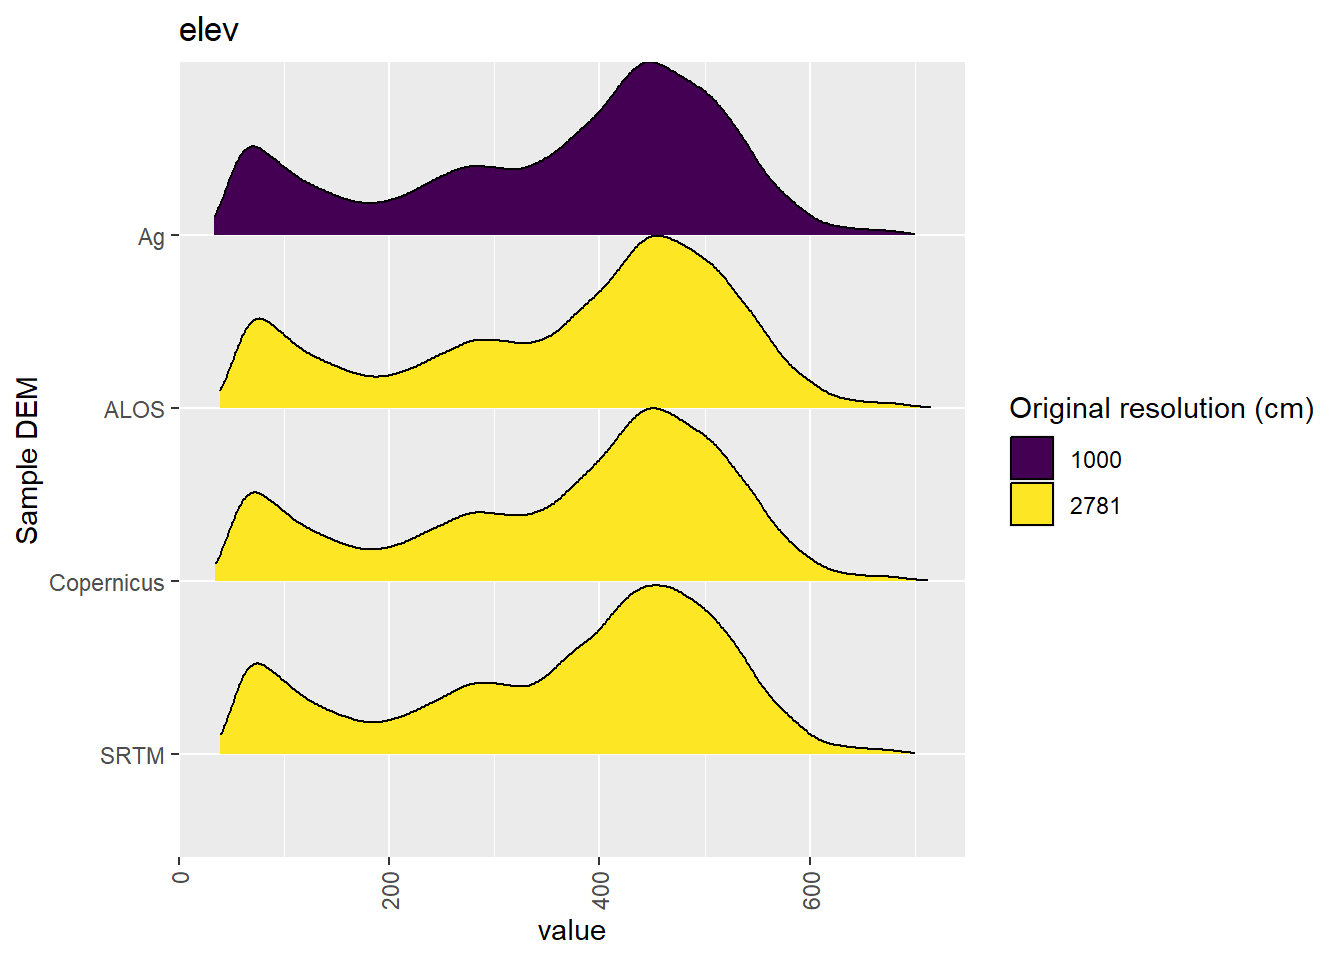 elev
Sample DEM
Ag
ALOS
Copernicus
SRTM
0
200
400
600
value
Original resolution (cm)
1000
2781